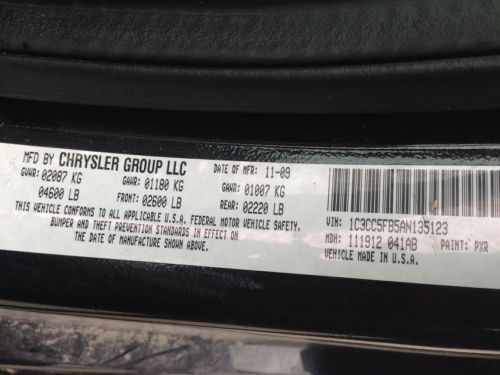 MFD BY CHRYSLER GROUP LLC DATE OF MFR: 11-09
GVWR: 02087 KG GAWR: 01180 KG GAWR: 01007 KG
04600 LB FRONT: 02600 LB REAR: 02220 LB
THIS VEHICLE CONFORMS TO ALL APPLICABLE U.S.A. FEDERAL MOTOR VEHICLE SAFETY,
BUMPER AND THEFT PREVENTION STANDARDS IN EFFECT ON
THE DATE OF MANUFACTURE SHOWN ABOVE.
VIN: 1C3CC5FB5AN135123
MDH: 111912 041AB PAINT: PXR
VEHICLE MADE IN U.S.A.